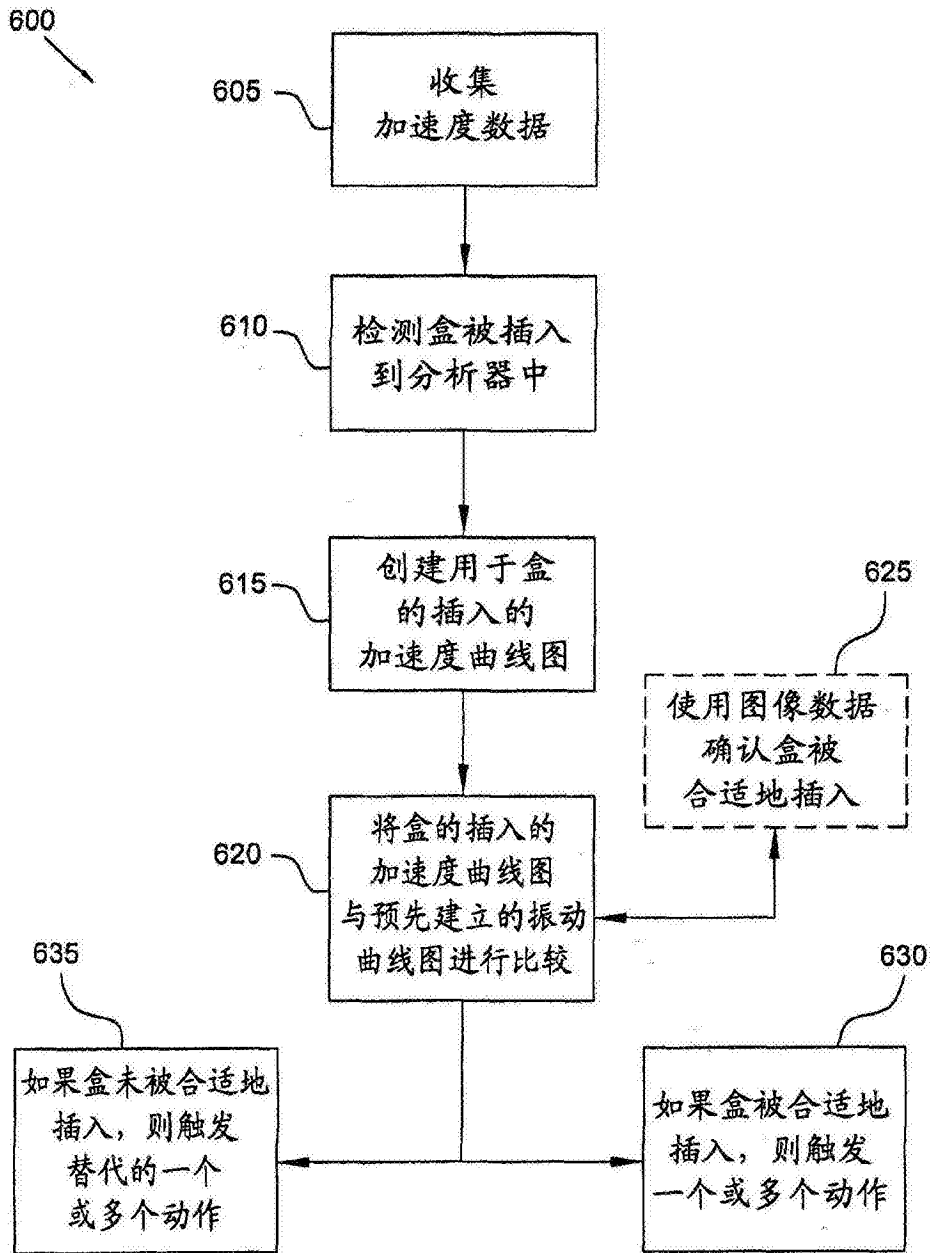 600
605
收集
加速度数据
610
检测盒被插入
到分析器中
615
创建用于盒
的插入的
加速度曲线图
625
使用图像数据
确认盒被
合适地插入
620
将盒的插入的
加速度曲线图
与预先建立的振动
曲线图进行比较
635
如果盒未被合适地
插入，则触发
替代的一个
或多个动作
630
如果盒被合适地
插入，则触发
一个或多个动作